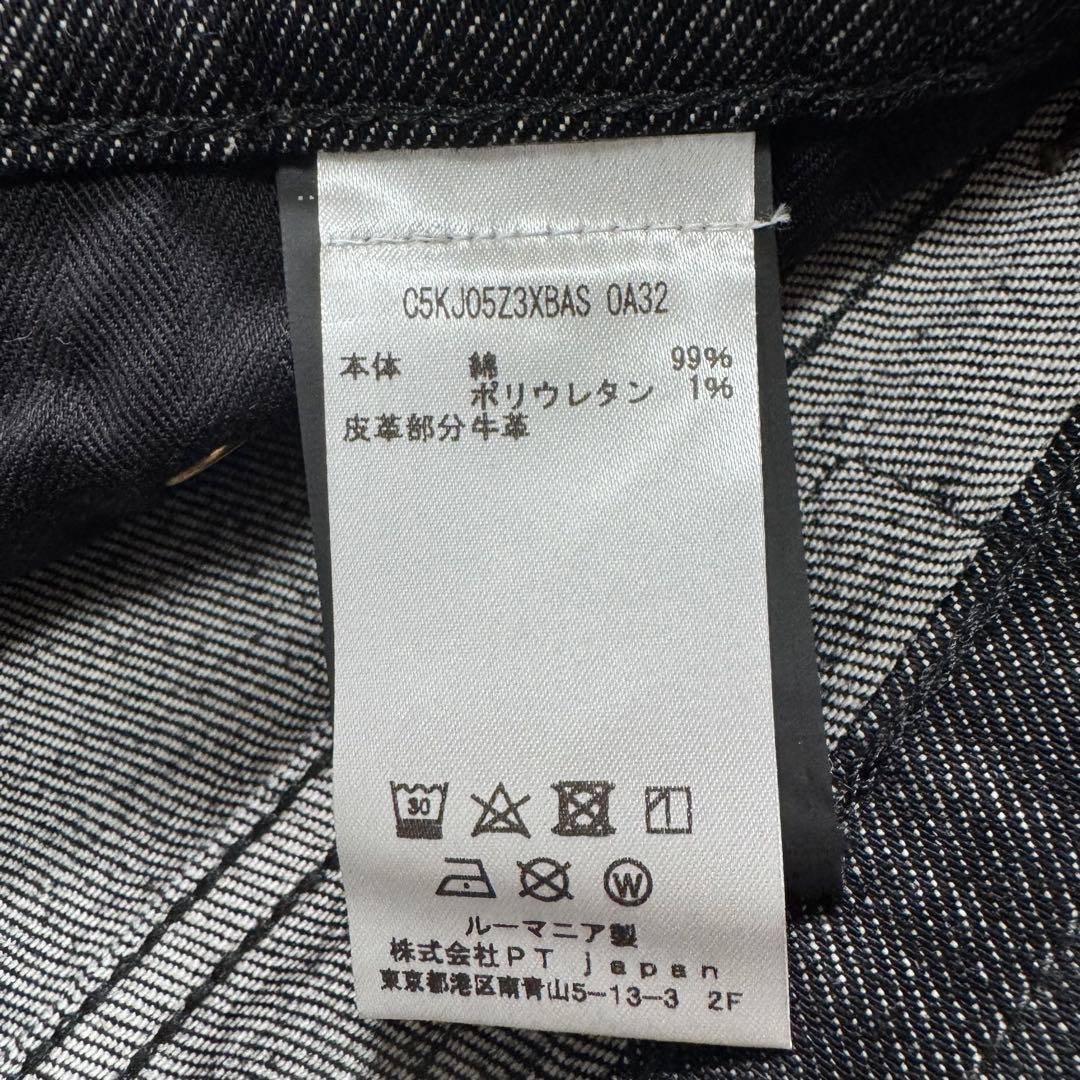 C5KJ05Z3XBAS 0A32
本体 綿 99%
ポリウレタン 1%
皮革部分 牛革
30
W
ルーマニア製
株式会社PT japan
東京都港区南青山5-13-3 2F